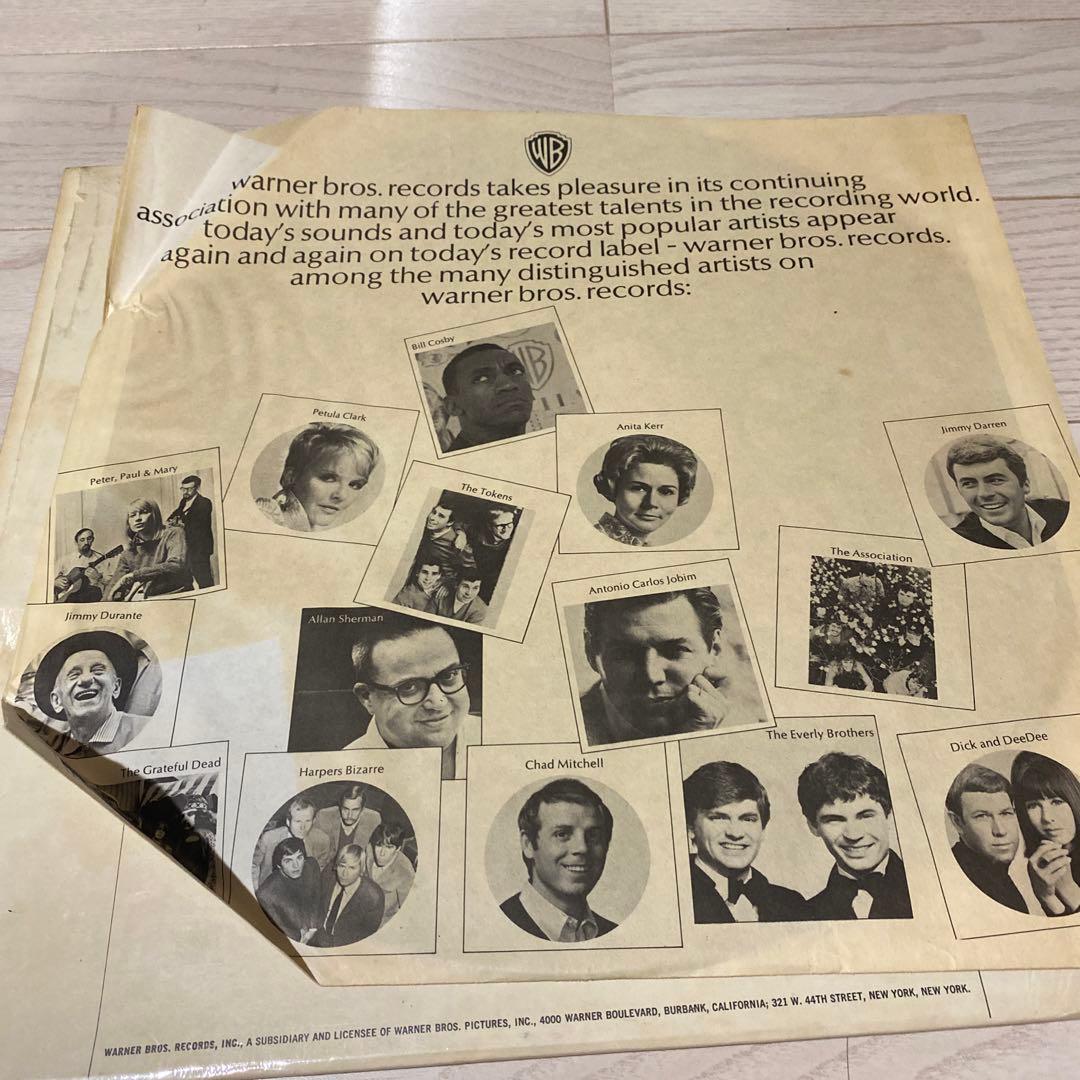 WB
warner bros. records takes pleasure in its continuing
association with many of the greatest talents in the recording world.
today's sounds and today's most popular artists appear
again and again on today's record label - warner bros. records.
among the many distinguished artists on
warner bros. records:
Bill Cosby
WB
Petula Clark
Anita Kerr
Jimmy Darren
Peter, Paul & Mary
The Tokens
The Association
Antonio Carlos Jobim
Jimmy Durante
Allan Sherman
The Everly Brothers
Dick and DeeDee
The Grateful Dead
Harpers Bizarre
Chad Mitchell
WARNER BROS. RECORDS, INC., A SUBSIDIARY AND LICENSEE OF WARNER BROS. PICTURES, INC., 4000 WARNER BOULEVARD, BURBANK, CALIFORNIA; 321 W. 44TH STREET, NEW YORK, NEW YORK.